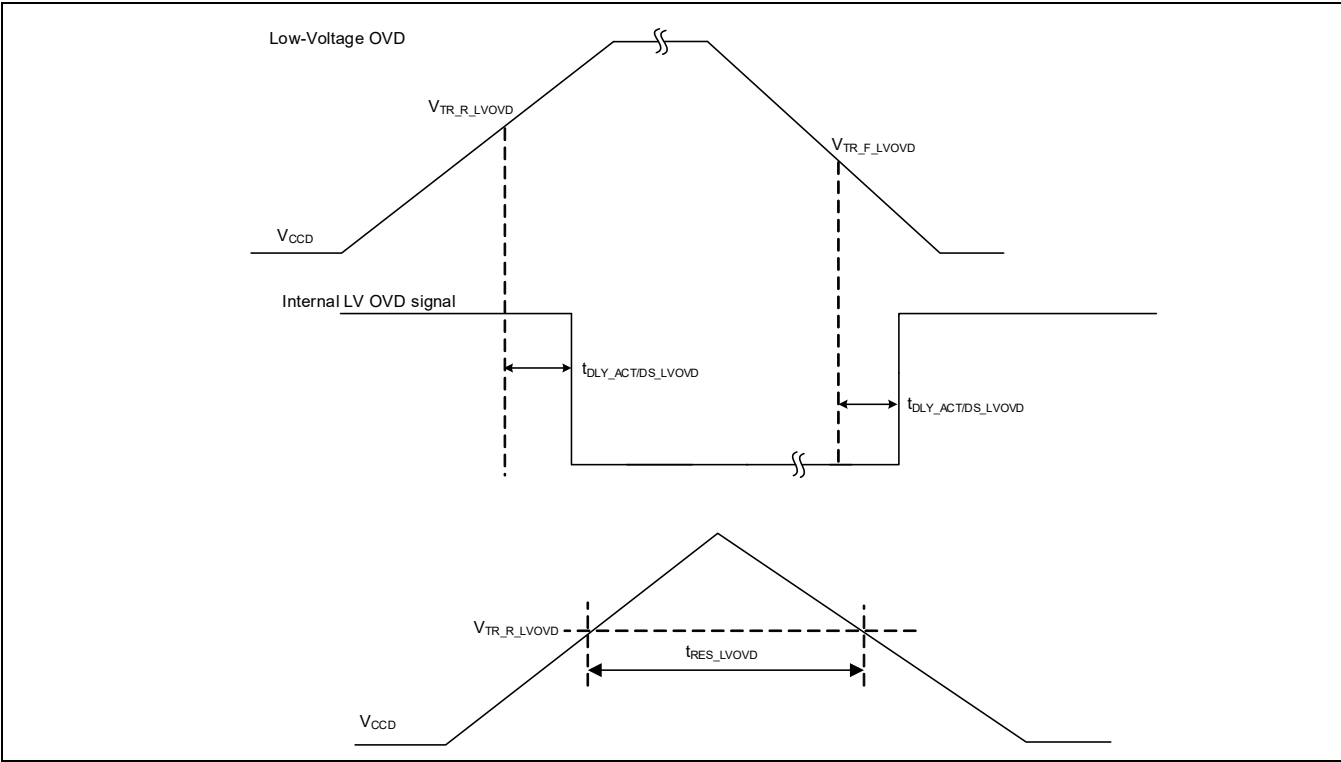 Low-Voltage OVD
VTR_R_LVOVD
VTR_F_LVOVD
VCCD
Internal LV OVD signal
tDLY_ACT/DS_LVOVD
tDLY_ACT/DS_LVOVD
VTR_R_LVOVD
tRES_LVOVD
VCCD